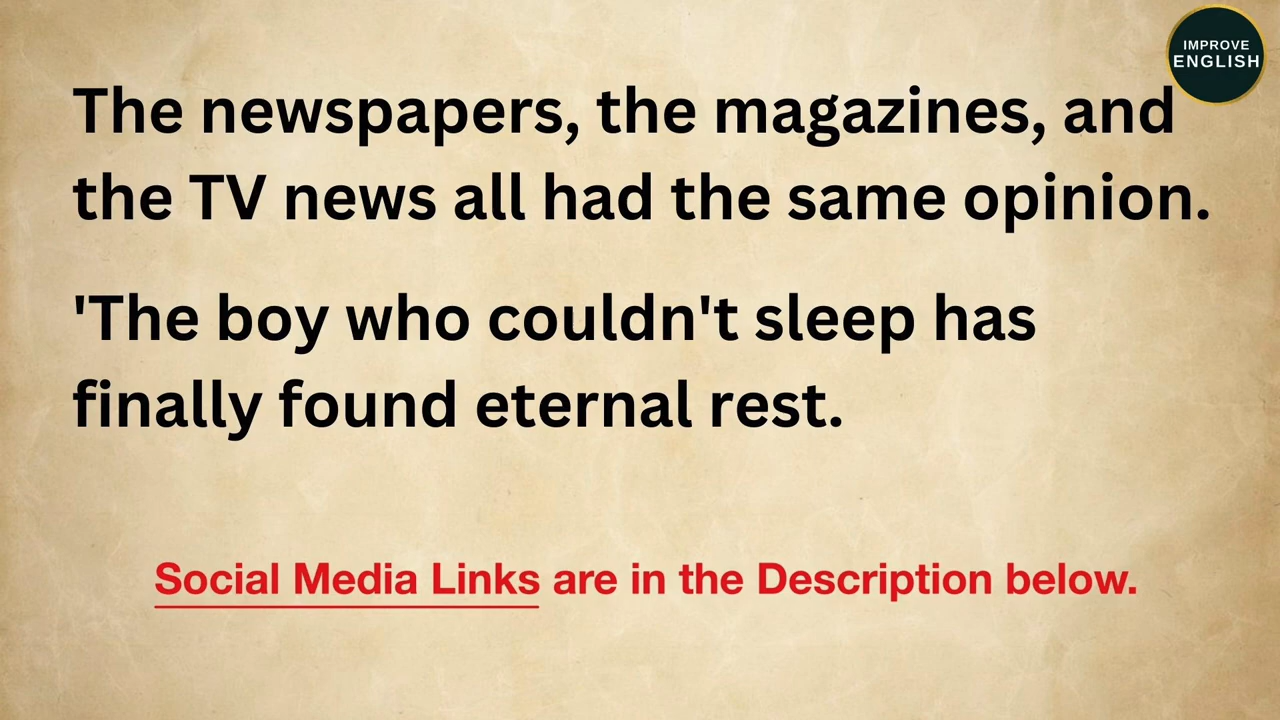 IMPROVE
ENGLISH
The newspapers, the magazines, and
the TV news all had the same opinion.
'The boy who couldn't sleep has
finally found eternal rest.
Social Media Links are in the Description below.